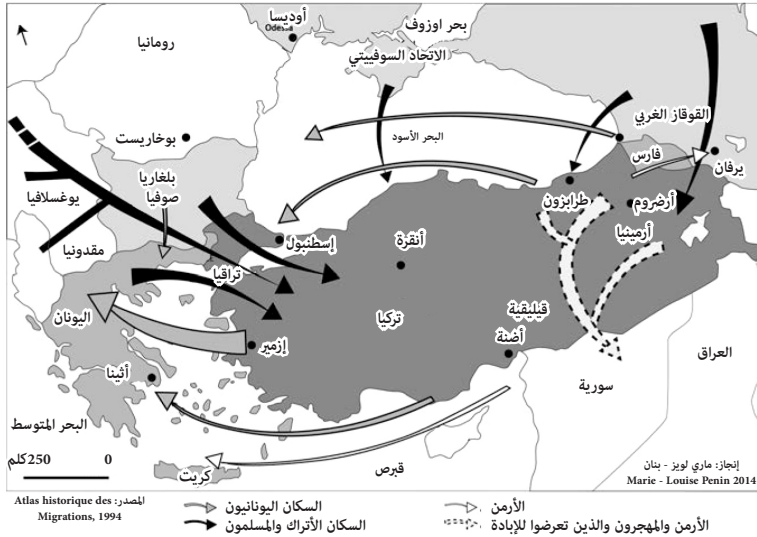 أوديسا
Odessa
بحر اوزوف
رومانيا
الاتحاد السوفييتي
القوقاز الغربي
بوخاريست
البحر الأسود
فارس
يرفان
بلغاريا
صوفيا
يوغسلافيا
طرابزون
أرضروم
مقدونيا
إسطنبول
أنقرة
أرمينيا
تراقيا
اليونان
تركيا
قيليقية
إزمير
أضنة
العراق
أثينا
سورية
البحر المتوسط
250كلم
0
قبرص
كريت
إنجاز: ماري لويز - بنان
Marie - Louise Penin 2014
المصدر: Atlas historique des
Migrations, 1994
السكان اليونانيون
الأرمن
السكان الأتراك والمسلمون
الأرمن والمهجرون والذين تعرضوا للإبادة